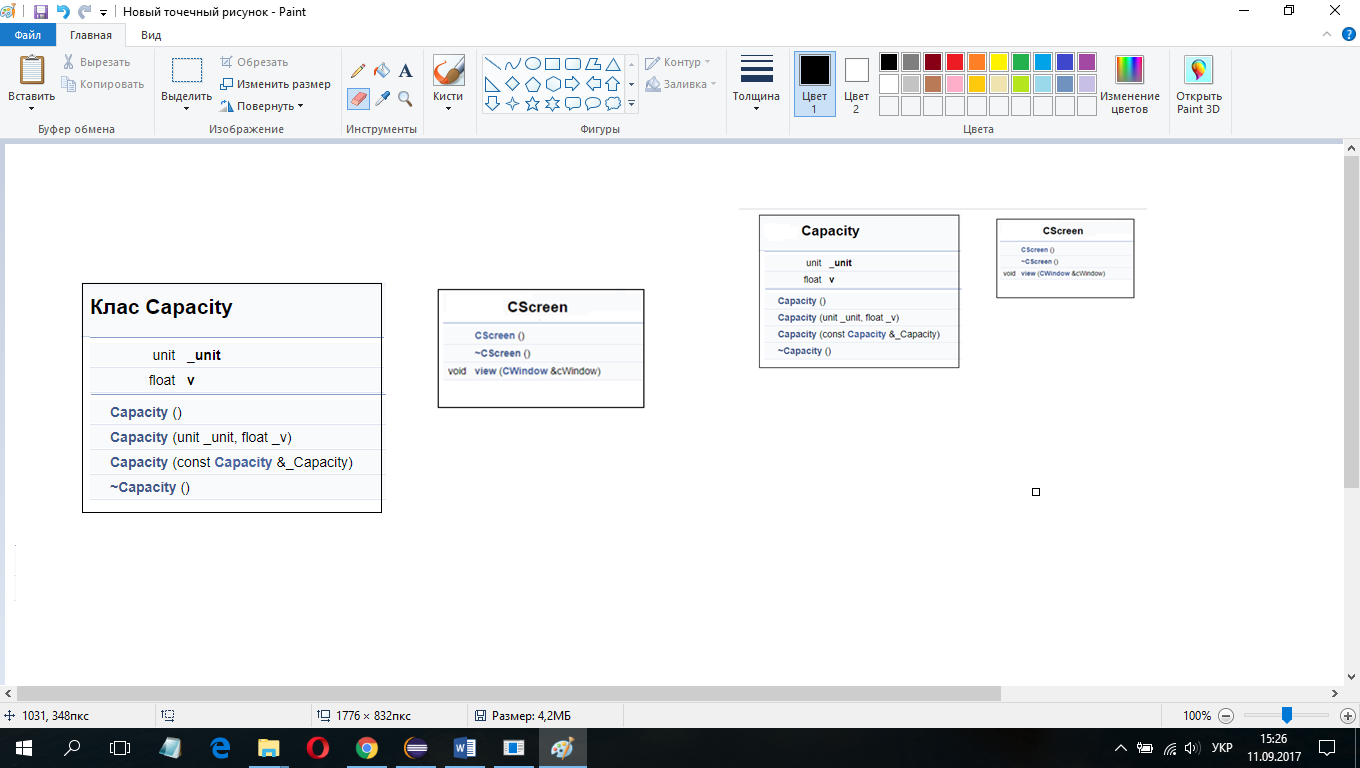 Новый точечный рисунок - Paint
Файл
Главная
Вид
Вставить
Вырезать
Копировать
Буфер обмена
Выделить
Обрезать
Изменить размер
Повернуть
Изображение
A
Инструменты
Кисти
Контур
Заливка
Фигуры
Толщина
Цвет
1
Цвет
2
Цвета
Изменение
цветов
Открыть
Paint 3D
Клас Capacity
unit _unit
float v
Capacity ()
Capacity (unit _unit, float _v)
Capacity (const Capacity &_Capacity)
~Capacity ()
CScreen
CScreen ()
~CScreen ()
void view (CWindow &cWindow)
Capacity
unit _unit
float v
Capacity ()
Capacity (unit _unit, float _v)
Capacity (const Capacity &_Capacity)
~Capacity ()
CScreen
CScreen ()
~CScreen ()
void view (CWindow &cWindow)
1031, 348пкс
1776 × 832пкс
Размер: 4,2МБ
100%
УКР
15:26
11.09.2017